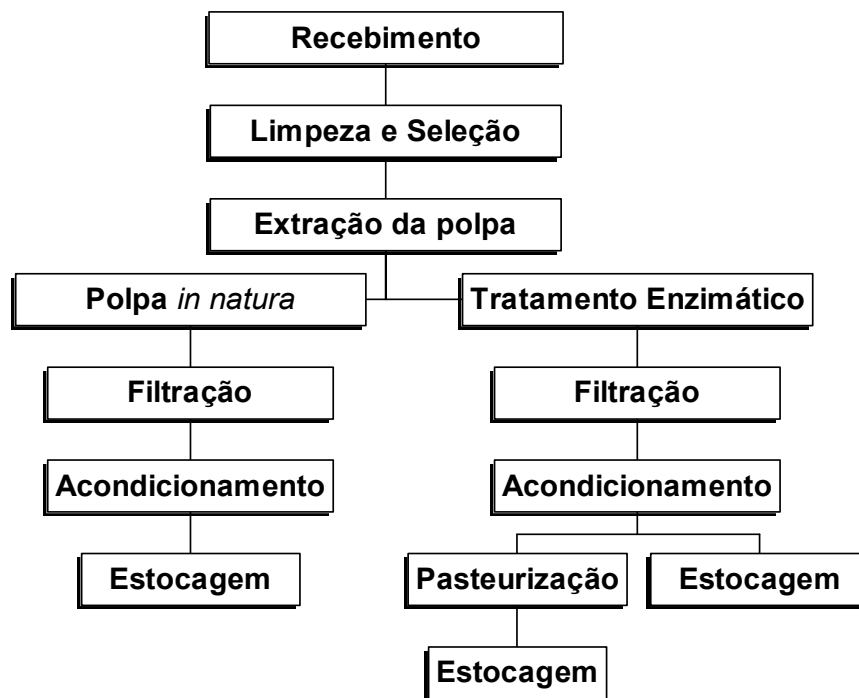 Recebimento
Limpeza e Seleção
Extração da polpa
Polpa in natura
Tratamento Enzimático
Filtração
Filtração
Acondicionamento
Acondicionamento
Estocagem
Pasteurização
Estocagem
Estocagem